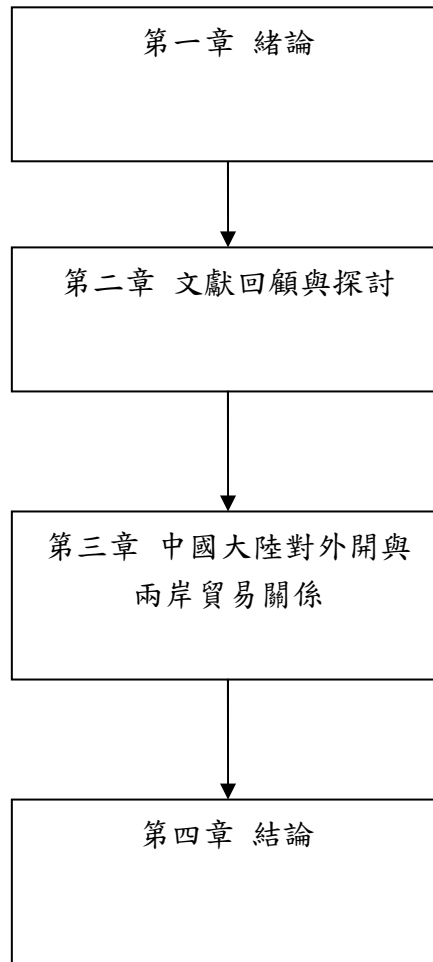 第一章 緒論
第二章 文獻回顧與探討
第三章 中國大陸對外開與
兩岸貿易關係
第四章 結論